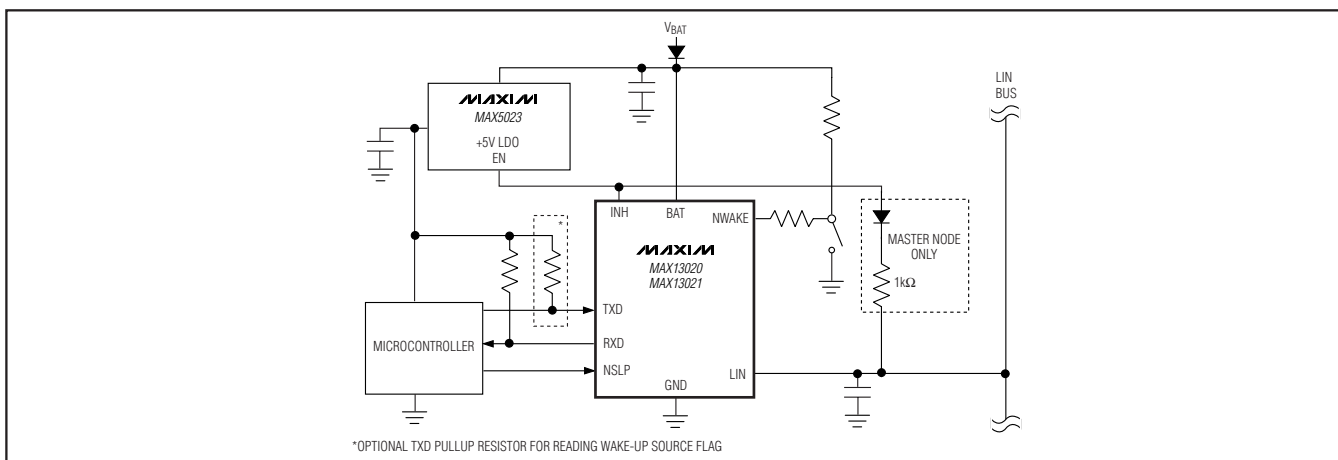 VBAT
LIN
BUS
MAXIM
MAX5023
+5V LDO
EN
INH
BAT
NWAKE
*
MAXIM
MAX13020
MAX13021
MASTER NODE
ONLY
1kΩ
TXD
MICROCONTROLLER
RXD
NSLP
LIN
GND
*OPTIONAL TXD PULLUP RESISTOR FOR READING WAKE-UP SOURCE FLAG